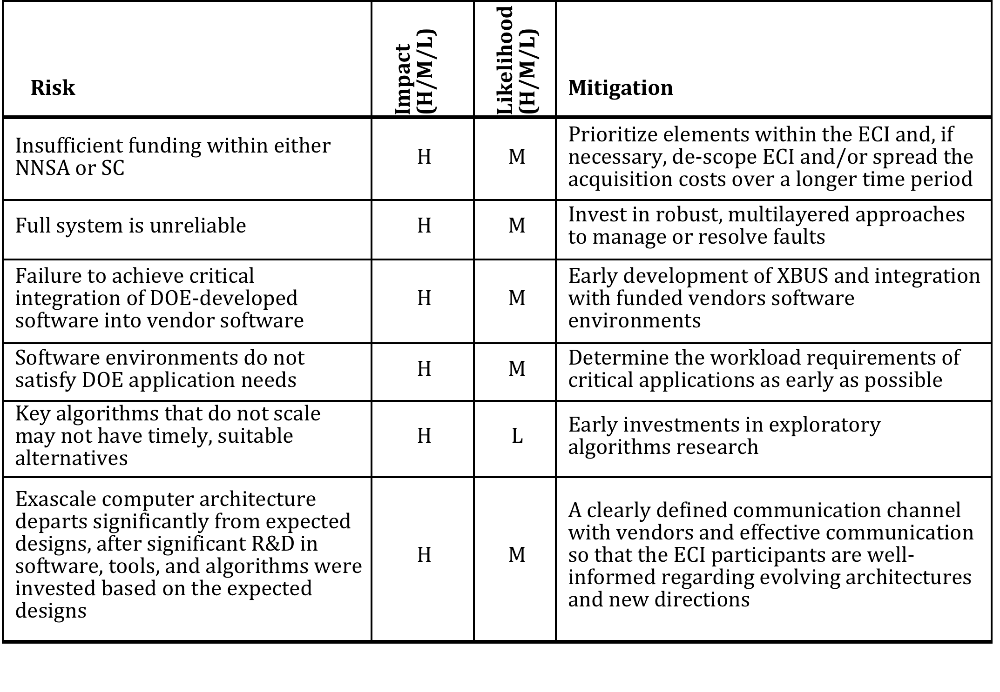 Risk
Impact
(H/M/L)
Likelihood
(H/M/L)
Mitigation
Insufficient funding within either
NNSA or SC
H
M
Prioritize elements within the ECI and, if
necessary, de-scope ECI and/or spread the
acquisition costs over a longer time period
Full system is unreliable
H
M
Invest in robust, multilayered approaches
to manage or resolve faults
Failure to achieve critical
integration of DOE-developed
software into vendor software
H
M
Early development of XBUS and integration
with funded vendors software
environments
Software environments do not
satisfy DOE application needs
H
M
Determine the workload requirements of
critical applications as early as possible
Key algorithms that do not scale
may not have timely, suitable
alternatives
H
L
Early investments in exploratory
algorithms research
Exascale computer architecture
departs significantly from expected
designs, after significant R&D in
software, tools, and algorithms were
invested based on the expected
designs
H
M
A clearly defined communication channel
with vendors and effective communication
so that the ECI participants are well-
informed regarding evolving architectures
and new directions